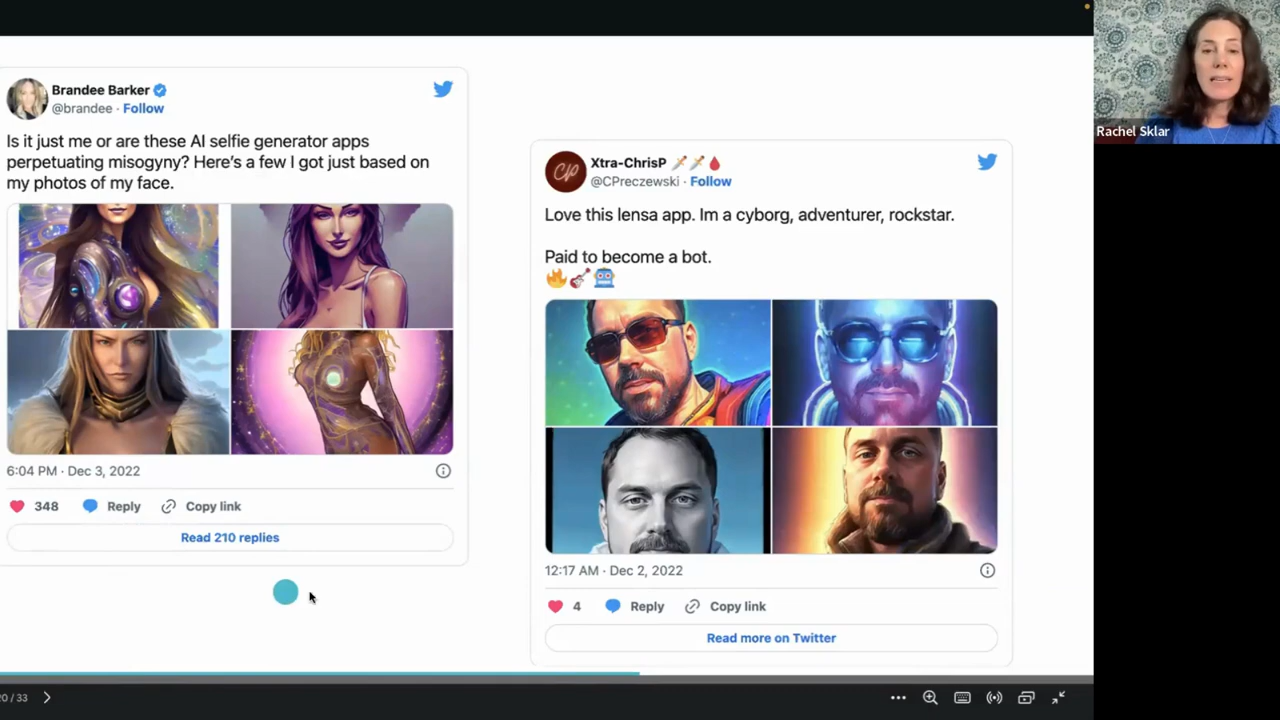 Brandee Barker
@brandee · Follow
Is it just me or are these AI selfie generator apps
perpetuating misogyny? Here's a few I got just based on
my photos of my face.
6:04 PM · Dec 3, 2022
348 Reply Copy link
Read 210 replies
Xtra-ChrisP
CP
@CPreczewski · Follow
Love this lensa app. Im a cyborg, adventurer, rockstar.
Paid to become a bot.
12:17 AM · Dec 2, 2022
4 Reply Copy link
Read more on Twitter
Rachel Sklar
20 / 33